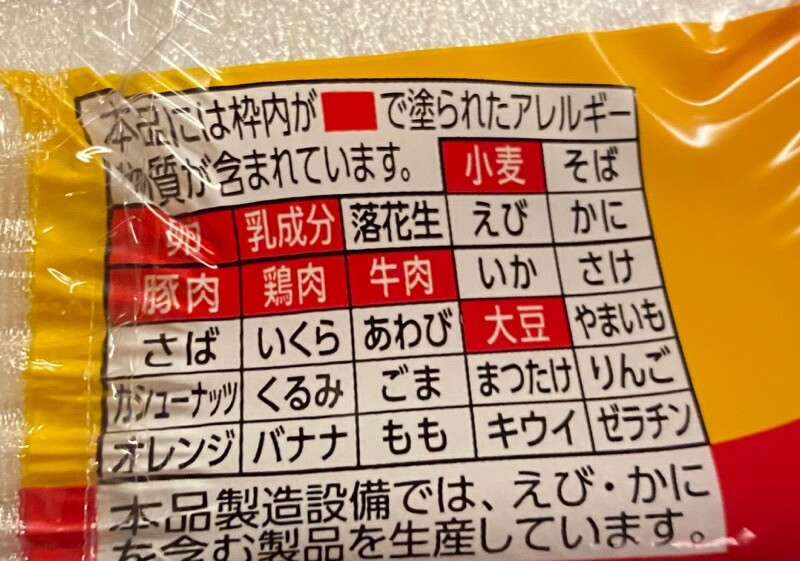 本品には枠内が■で塗られたアレルギー
物質が含まれています。 小麦 そば
卵 乳成分 落花生 えび かに
豚肉 鶏肉 牛肉 いか さけ
さば いくら あわび 大豆 やまいも
カシューナッツ くるみ ごま まつたけ りんご
オレンジ バナナ もも キウイ ゼラチン
本品製造設備では、えび・かに
を含む製品を生産しています。